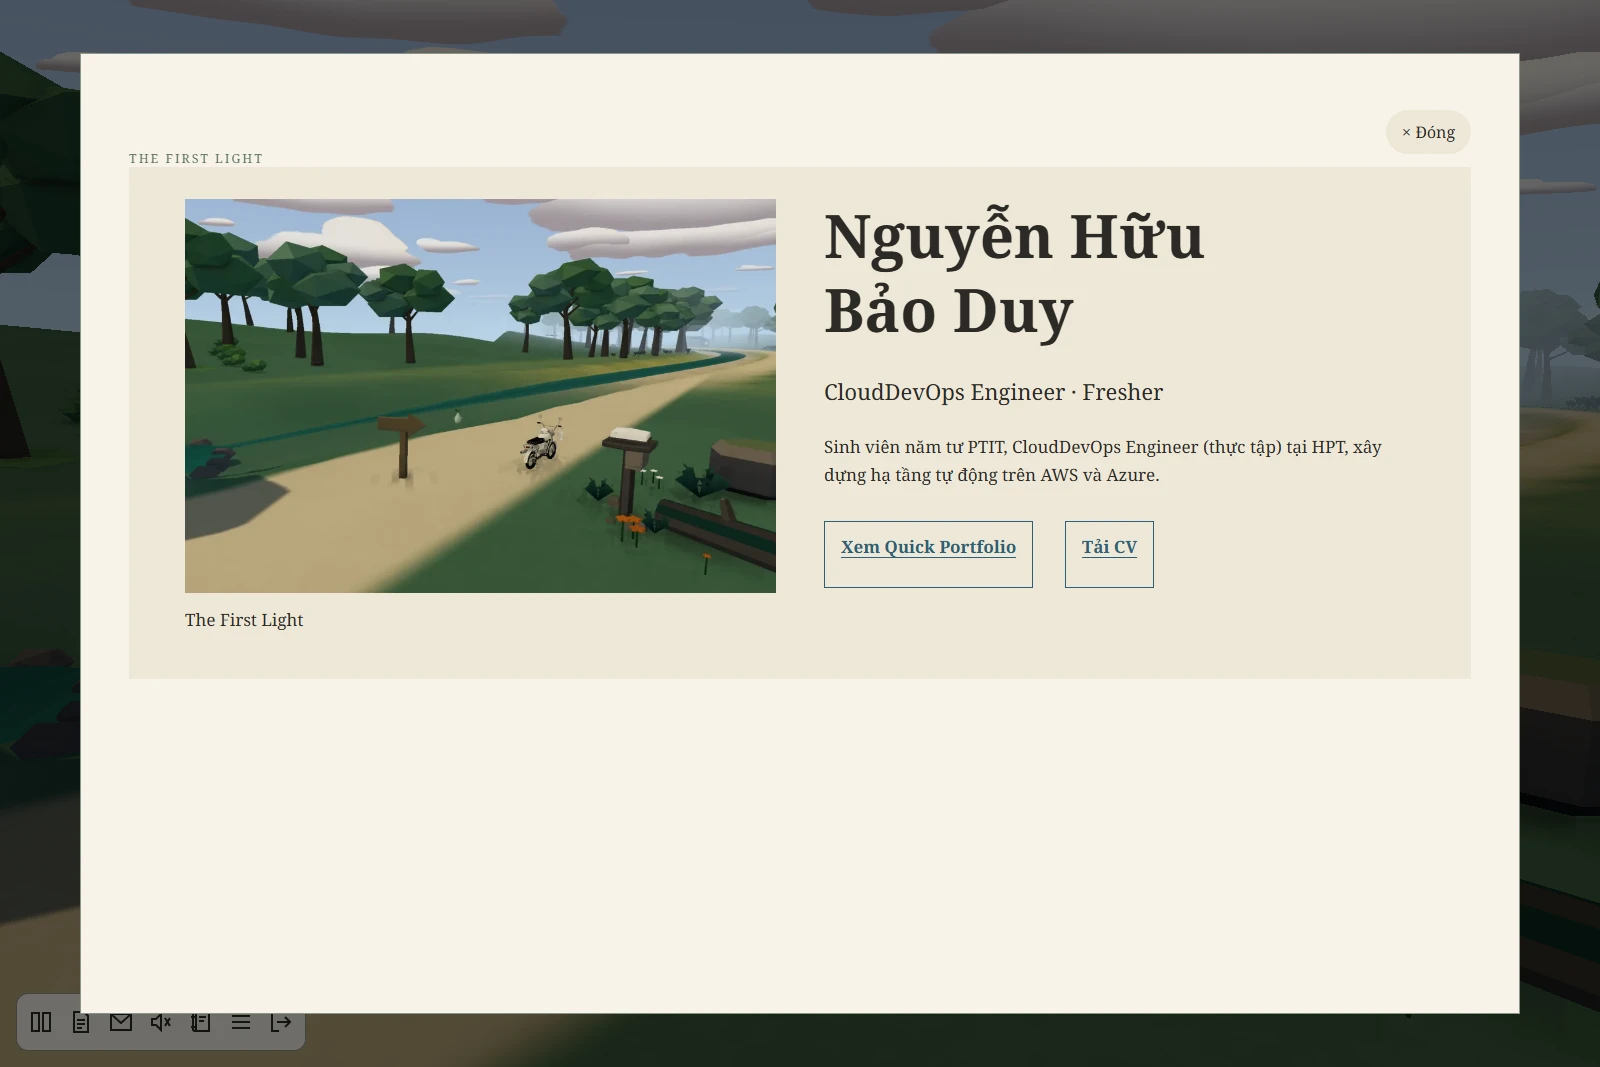 × Đóng
THE FIRST LIGHT
Nguyễn Hữu
Bảo Duy
CloudDevOps Engineer · Fresher
Sinh viên năm tư PTIT, CloudDevOps Engineer (thực tập) tại HPT, xây
dựng hạ tầng tự động trên AWS và Azure.
Xem Quick Portfolio
Tải CV
The First Light